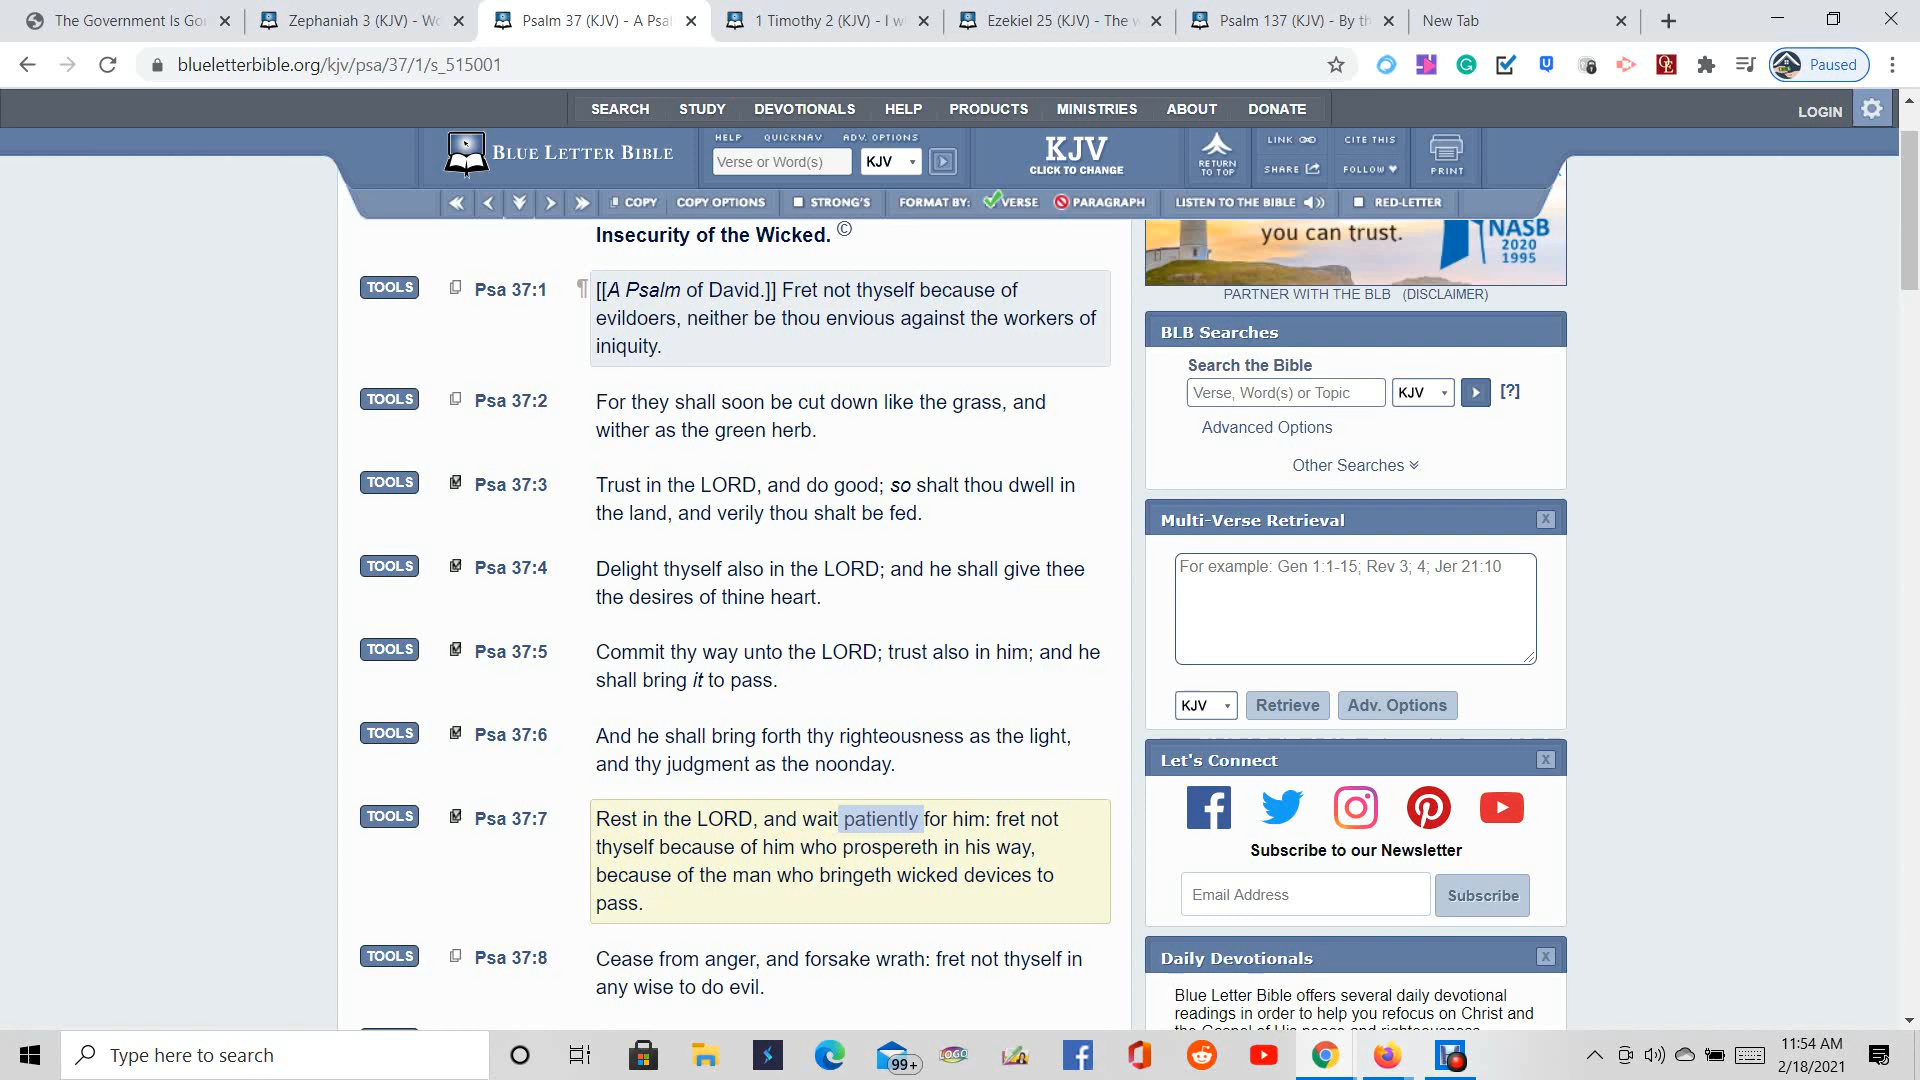 The Government Is Go
Zephaniah 3 (KJV) - Wo
Psalm 37 (KJV) - A Psal
1 Timothy 2 (KJV) - I wi
Ezekiel 25 (KJV) - The w
Psalm 137 (KJV) - By th
New Tab
blueletterbible.org/kjv/psa/37/1/s_515001
Paused
SEARCH STUDY DEVOTIONALS HELP PRODUCTS MINISTRIES ABOUT DONATE
LOGIN
BLUE LETTER BIBLE
HELP QUICKNAV ADV. OPTIONS
Verse or Word(s) KJV
KJV
CLICK TO CHANGE
RETURN
TO TOP
LINK CITE THIS
SHARE FOLLOW
PRINT
COPY COPY OPTIONS STRONG'S FORMAT BY: VERSE PARAGRAPH LISTEN TO THE BIBLE RED-LETTER
Insecurity of the Wicked. ©
TOOLS Psa 37:1 ¶ [[A Psalm of David.]] Fret not thyself because of
evildoers, neither be thou envious against the workers of
iniquity.
TOOLS Psa 37:2 For they shall soon be cut down like the grass, and
wither as the green herb.
TOOLS Psa 37:3 Trust in the LORD, and do good; so shalt thou dwell in
the land, and verily thou shalt be fed.
TOOLS Psa 37:4 Delight thyself also in the LORD; and he shall give thee
the desires of thine heart.
TOOLS Psa 37:5 Commit thy way unto the LORD; trust also in him; and he
shall bring it to pass.
TOOLS Psa 37:6 And he shall bring forth thy righteousness as the light,
and thy judgment as the noonday.
TOOLS Psa 37:7 Rest in the LORD, and wait patiently for him: fret not
thyself because of him who prospereth in his way,
because of the man who bringeth wicked devices to
pass.
TOOLS Psa 37:8 Cease from anger, and forsake wrath: fret not thyself in
any wise to do evil.
you can trust.
NASB
2020
1995
PARTNER WITH THE BLB (DISCLAIMER)
BLB Searches
Search the Bible
Verse, Word(s) or Topic KJV [?]
Advanced Options
Other Searches
Multi-Verse Retrieval X
For example: Gen 1:1-15; Rev 3; 4; Jer 21:10
KJV Retrieve Adv. Options
Let's Connect X
Subscribe to our Newsletter
Email Address Subscribe
Daily Devotionals X
Blue Letter Bible offers several daily devotional
readings in order to help you refocus on Christ and
the Gospel of His peace and righteousness.
Type here to search
99+
LOGO
11:54 AM
2/18/2021